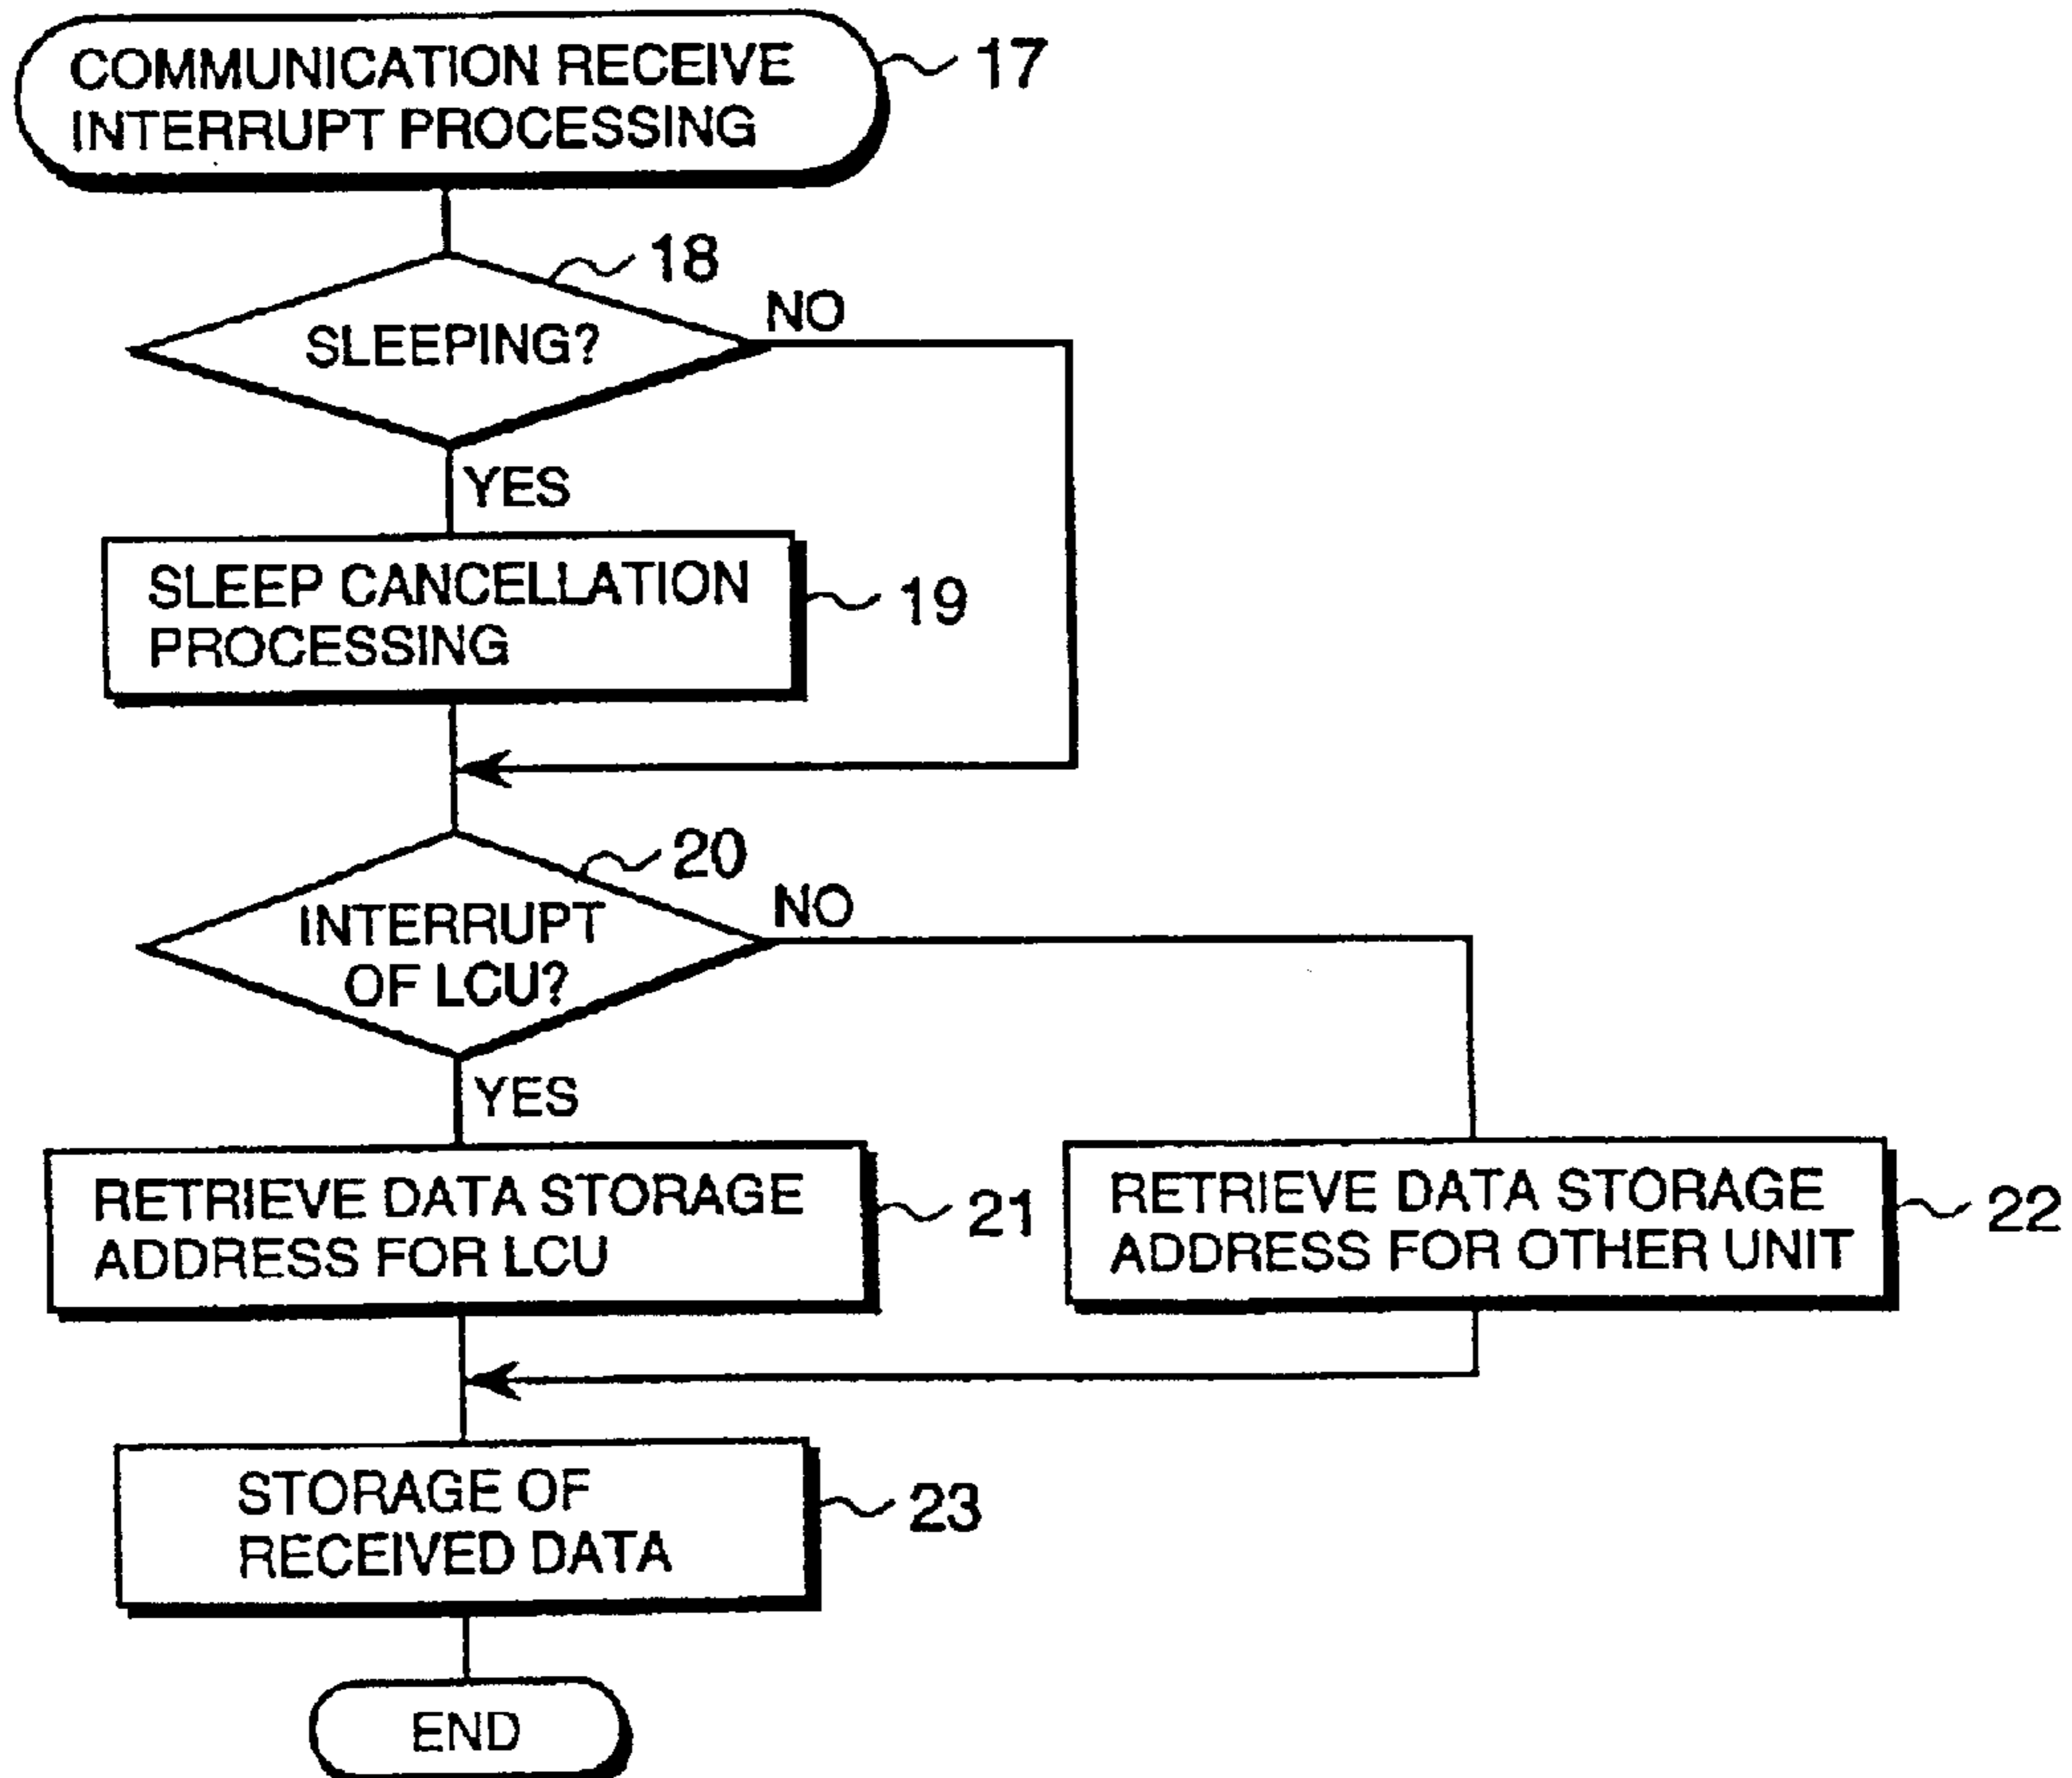 COMMUNICATION RECEIVE
INTERRUPT PROCESSING
17
18
SLEEPING?
NO
YES
SLEEP CANCELLATION
PROCESSING
19
20
INTERRUPT
OF LCU?
NO
YES
RETRIEVE DATA STORAGE
ADDRESS FOR LCU
21
RETRIEVE DATA STORAGE
ADDRESS FOR OTHER UNIT
22
STORAGE OF
RECEIVED DATA
23
END